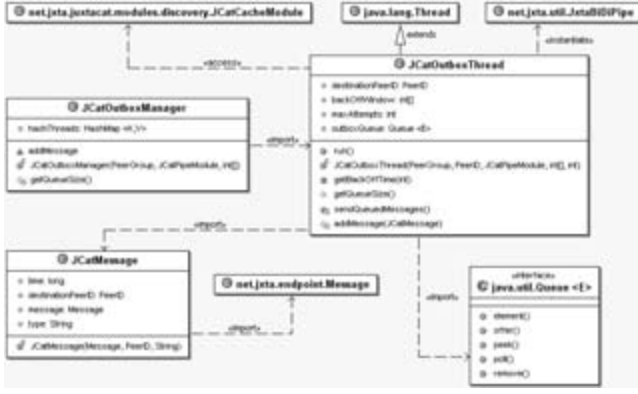 net.jxta.juxtacat.modules.discovery.JCatCacheModule
java.lang.Thread
net.jxta.util.JxtaBiDiPipe
extends
«instantiate»
«access»
JCatOutboxThread
destinationPeerID: PeerID
backOffWindow: int[]
maxAttempts: int
outboxQueue: Queue <E>
run()
JCatOutboxThread(PeerGroup, PeerID, JCatPipeModule, int[], int)
getBackOffTime(int)
getQueueSize()
sendQueuedMessages()
addMessage(JCatMessage)
JCatOutboxManager
hashThreads: HashMap <K,V>
addMessage
JCatOutboxManager(PeerGroup, JCatPipeModule, int[])
getQueueSize()
«import»
«import»
JCatMessage
time: long
destinationPeerID: PeerID
message: Message
type: String
JCatMessage(Message, PeerID, String)
net.jxta.endpoint.Message
«import»
«import»
«interface»
java.util.Queue <E>
element()
offer()
peek()
poll()
remove()